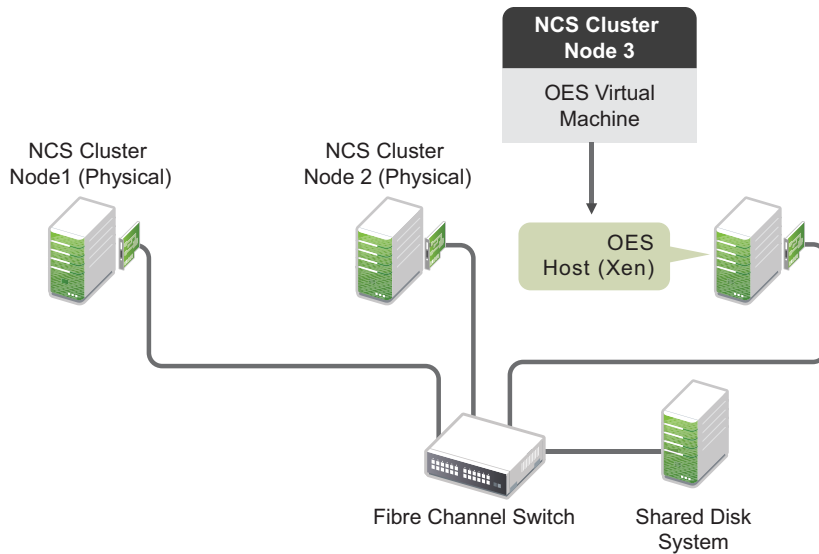 NCS Cluster
Node 3
OES Virtual
Machine
NCS Cluster
Node1 (Physical)
NCS Cluster
Node 2 (Physical)
OES
Host (Xen)
Fibre Channel Switch
Shared Disk
System